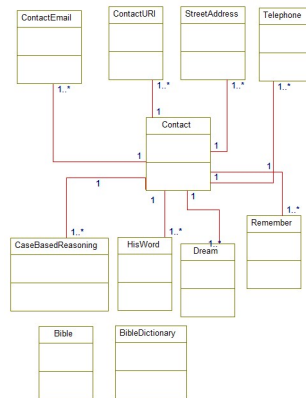 ContactEmail
ContactURI
StreetAddress
Telephone
1..*
1..*
1..*
1..*
1
Contact
1
1
1
1
1
1
1
1..*
1..*
1..*
1..*
CaseBasedReasoning
HisWord
Dream
Remember
Bible
BibleDictionary